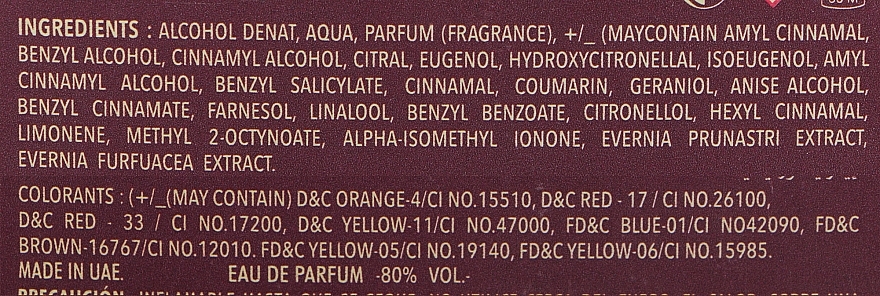 INGREDIENTS : ALCOHOL DENAT, AQUA, PARFUM (FRAGRANCE), +/_ (MAYCONTAIN AMYL CINNAMAL,
BENZYL ALCOHOL, CINNAMYL ALCOHOL, CITRAL, EUGENOL, HYDROXYCITRONELLAL, ISOEUGENOL, AMYL
CINNAMYL ALCOHOL, BENZYL SALICYLATE, CINNAMAL, COUMARIN, GERANIOL, ANISE ALCOHOL,
BENZYL CINNAMATE, FARNESOL, LINALOOL, BENZYL BENZOATE, CITRONELLOL, HEXYL CINNAMAL,
LIMONENE, METHYL 2-OCTYNOATE, ALPHA-ISOMETHYL IONONE, EVERNIA PRUNASTRI EXTRACT,
EVERNIA FURFUACEA EXTRACT.
COLORANTS : (+/_(MAY CONTAIN) D&C ORANGE-4/CI NO.15510, D&C RED - 17 / CI NO.26100,
D&C RED - 33 / CI NO.17200, D&C YELLOW-11/CI NO.47000, FD&C BLUE-01/CI NO42090, FD&C
BROWN-16767/CI NO.12010. FD&C YELLOW-05/CI NO.19140, FD&C YELLOW-06/CI NO.15985.
MADE IN UAE. EAU DE PARFUM -80% VOL.-
PRECAUCIÓN